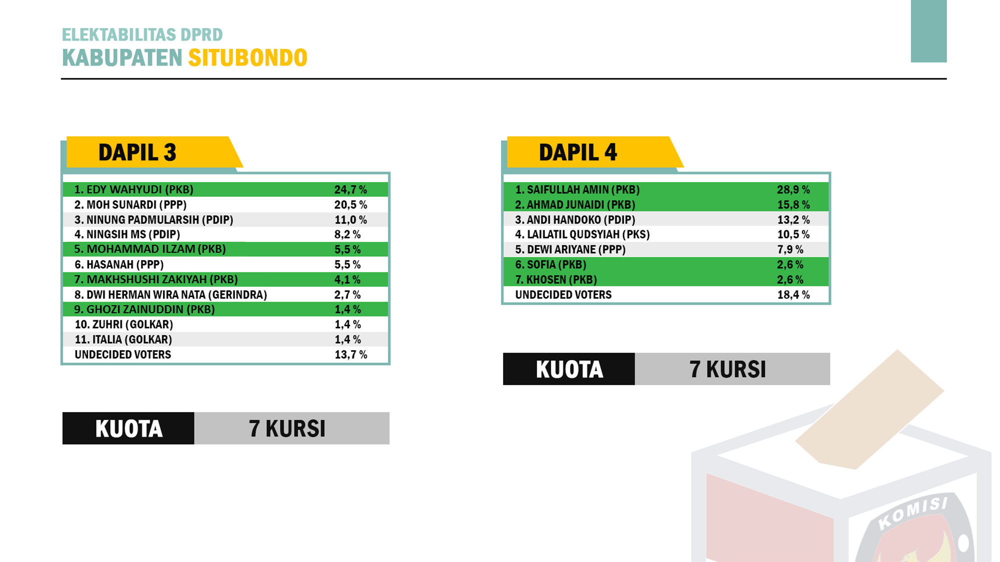 ELEKTABILITAS DPRD
KABUPATEN SITUBONDO
DAPIL 3
1. EDY WAHYUDI (PKB) 24,7 %
2. MOH SUNARDI (PPP) 20,5 %
3. NINUNG PADMULARSIH (PDIP) 11,0 %
4. NINGSIH MS (PDIP) 8,2 %
5. MOHAMMAD ILZAM (PKB) 5,5 %
6. HASANAH (PPP) 5,5 %
7. MAKHSHUSHI ZAKIYAH (PKB) 4,1 %
8. DWI HERMAN WIRA NATA (GERINDRA) 2,7 %
9. GHOZI ZAINUDDIN (PKB) 1,4 %
10. ZUHRI (GOLKAR) 1,4 %
11. ITALIA (GOLKAR) 1,4 %
UNDECIDED VOTERS 13,7 %
KUOTA 7 KURSI
DAPIL 4
1. SAIFULLAH AMIN (PKB) 28,9 %
2. AHMAD JUNAIDI (PKB) 15,8 %
3. ANDI HANDOKO (PDIP) 13,2 %
4. LAILATIL QUDSYIAH (PKS) 10,5 %
5. DEWI ARIYANE (PPP) 7,9 %
6. SOFIA (PKB) 2,6 %
7. KHOSEN (PKB) 2,6 %
UNDECIDED VOTERS 18,4 %
KUOTA 7 KURSI
KOMISI